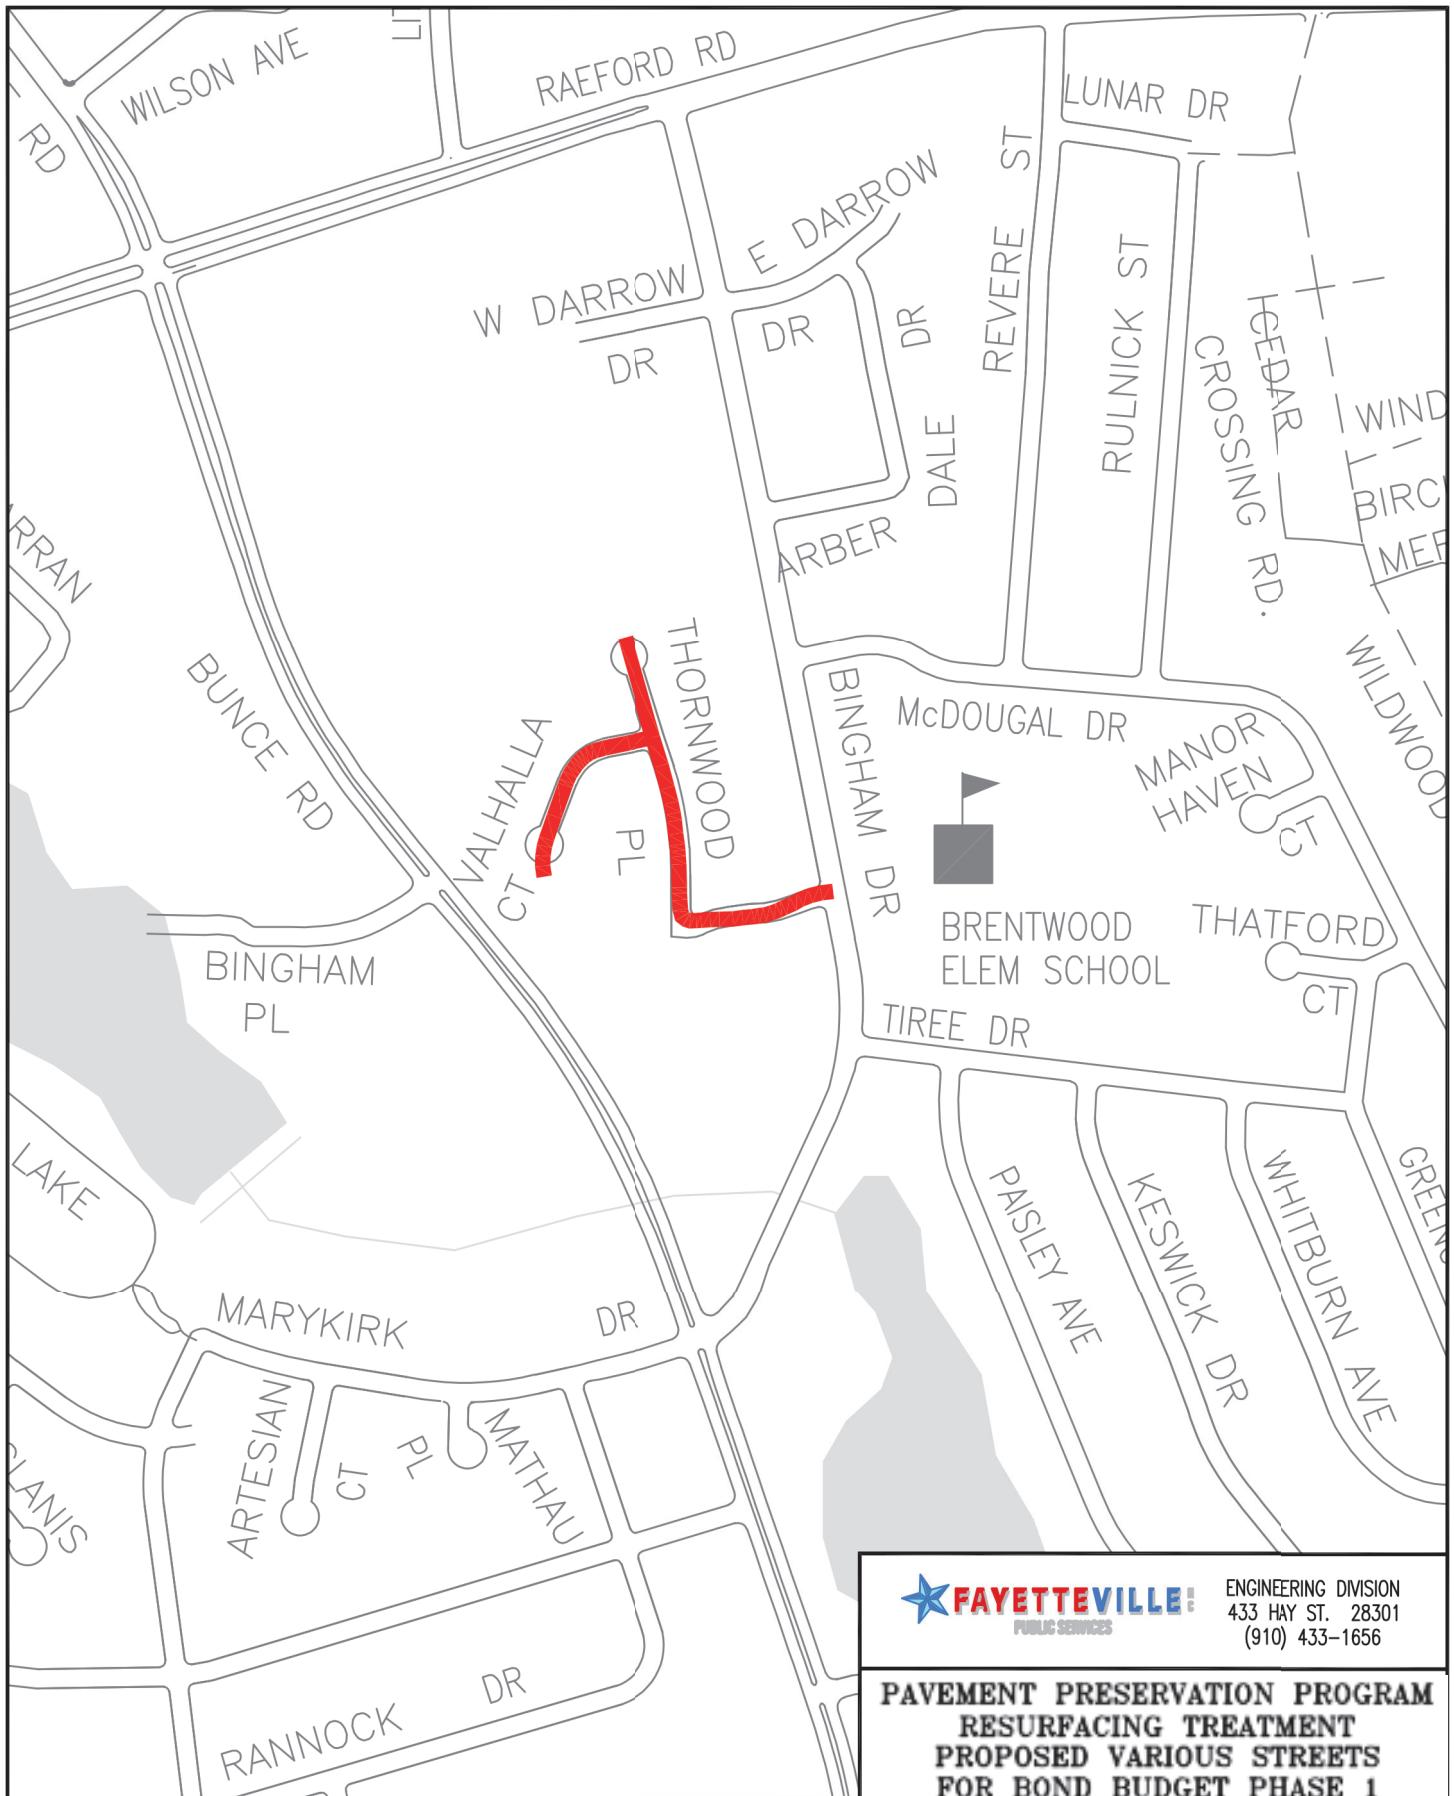 WILSON AVE
RD
RAEFORD RD
LUNAR DR
REVERE ST
RULNICK ST
E DARROW
DR
W DARROW
DR
DALE DR
ARBER
CEDAR
CROSSING RD.
WIND
BIRC
WILDWOOD
RRAN
BUNCE RD
THORNWOOD
PL
VALHALLA
CT
BINGHAM DR
McDOUGAL DR
MANOR
HAVEN
CT
BRENTWOOD
ELEM SCHOOL
THATFORD
CT
BINGHAM
PL
TIREE DR
LAKE
PAISLEY AVE
KESWICK DR
WHITBURN AVE
GREEN
MARYKIRK DR
ARTESIAN
CT
MATHAU
PL
LANIS
RANNOCK DR
FAYETTEVILLE
PUBLIC SERVICES
ENGINEERING DIVISION
433 HAY ST. 28301
(910) 433-1656
PAVEMENT PRESERVATION PROGRAM
RESURFACING TREATMENT
PROPOSED VARIOUS STREETS
FOR BOND BUDGET PHASE 1